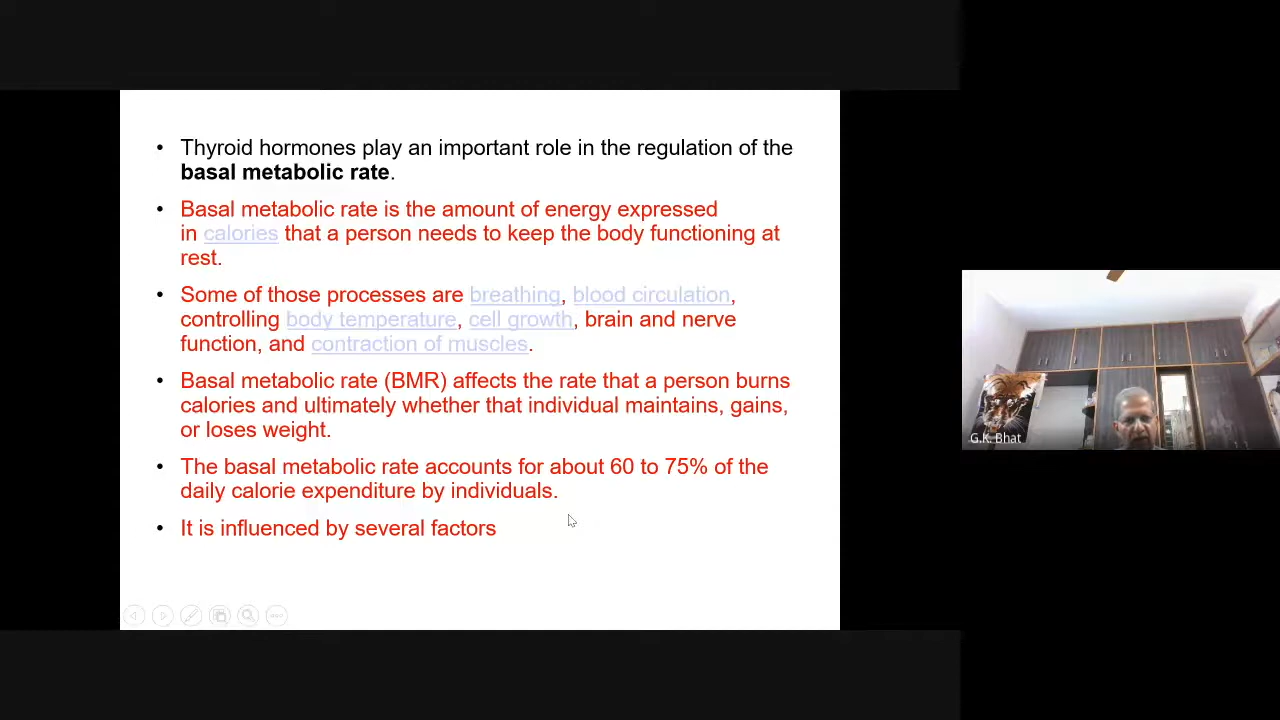 Thyroid hormones play an important role in the regulation of the
basal metabolic rate.
Basal metabolic rate is the amount of energy expressed
in calories that a person needs to keep the body functioning at
rest.
Some of those processes are breathing, blood circulation,
controlling body temperature, cell growth, brain and nerve
function, and contraction of muscles.
Basal metabolic rate (BMR) affects the rate that a person burns
calories and ultimately whether that individual maintains, gains,
or loses weight.
The basal metabolic rate accounts for about 60 to 75% of the
daily calorie expenditure by individuals.
It is influenced by several factors
G.K. Bhat